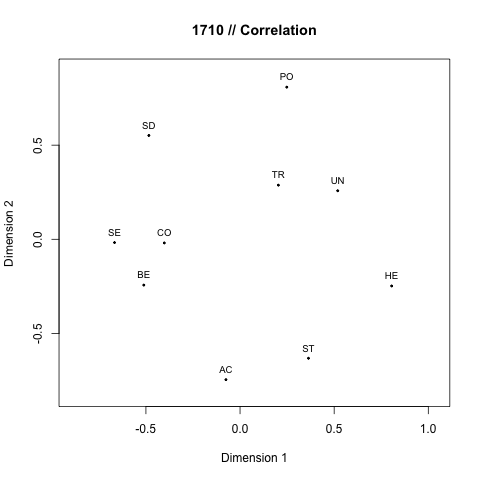 1710 // Correlation
PO
SD
TR
UN
SE
CO
BE
HE
ST
AC
0.5
0.0
-0.5
Dimension 2
-0.5
0.0
0.5
1.0
Dimension 1